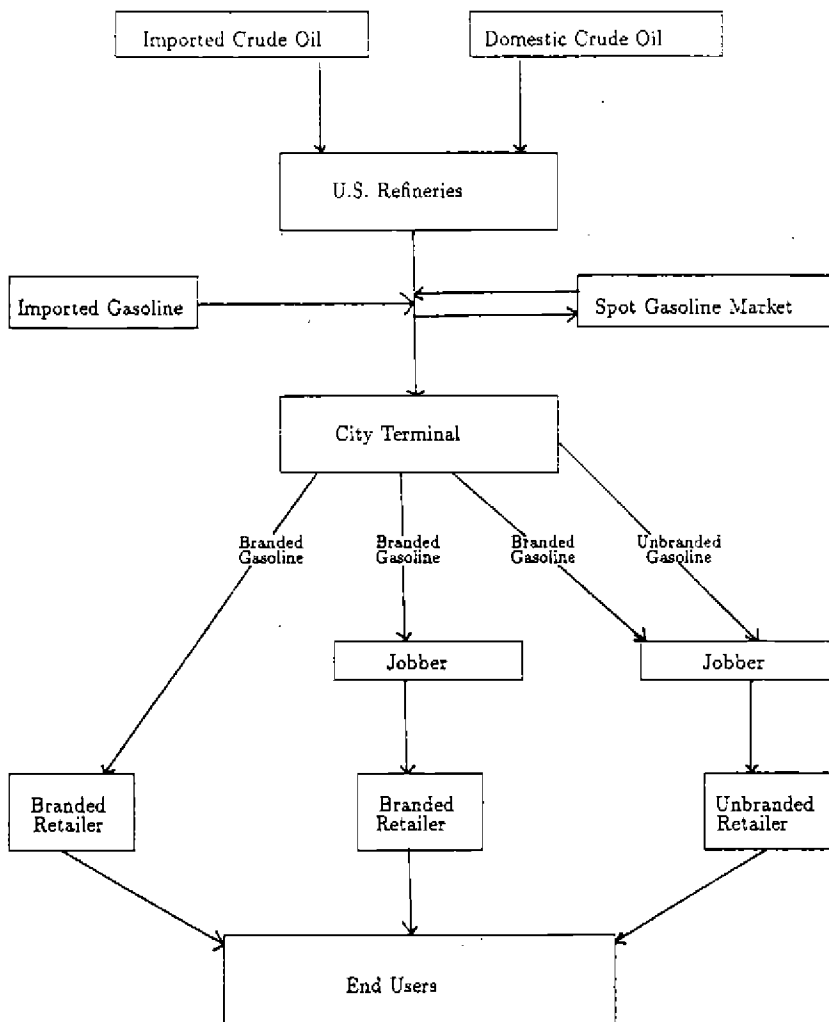 Imported Crude Oil
Domestic Crude Oil
U.S. Refineries
Imported Gasoline
Spot Gasoline Market
City Terminal
Branded
Gasoline
Branded
Gasoline
Branded
Gasoline
Unbranded
Gasoline
Jobber
Jobber
Branded
Retailer
Branded
Retailer
Unbranded
Retailer
End Users